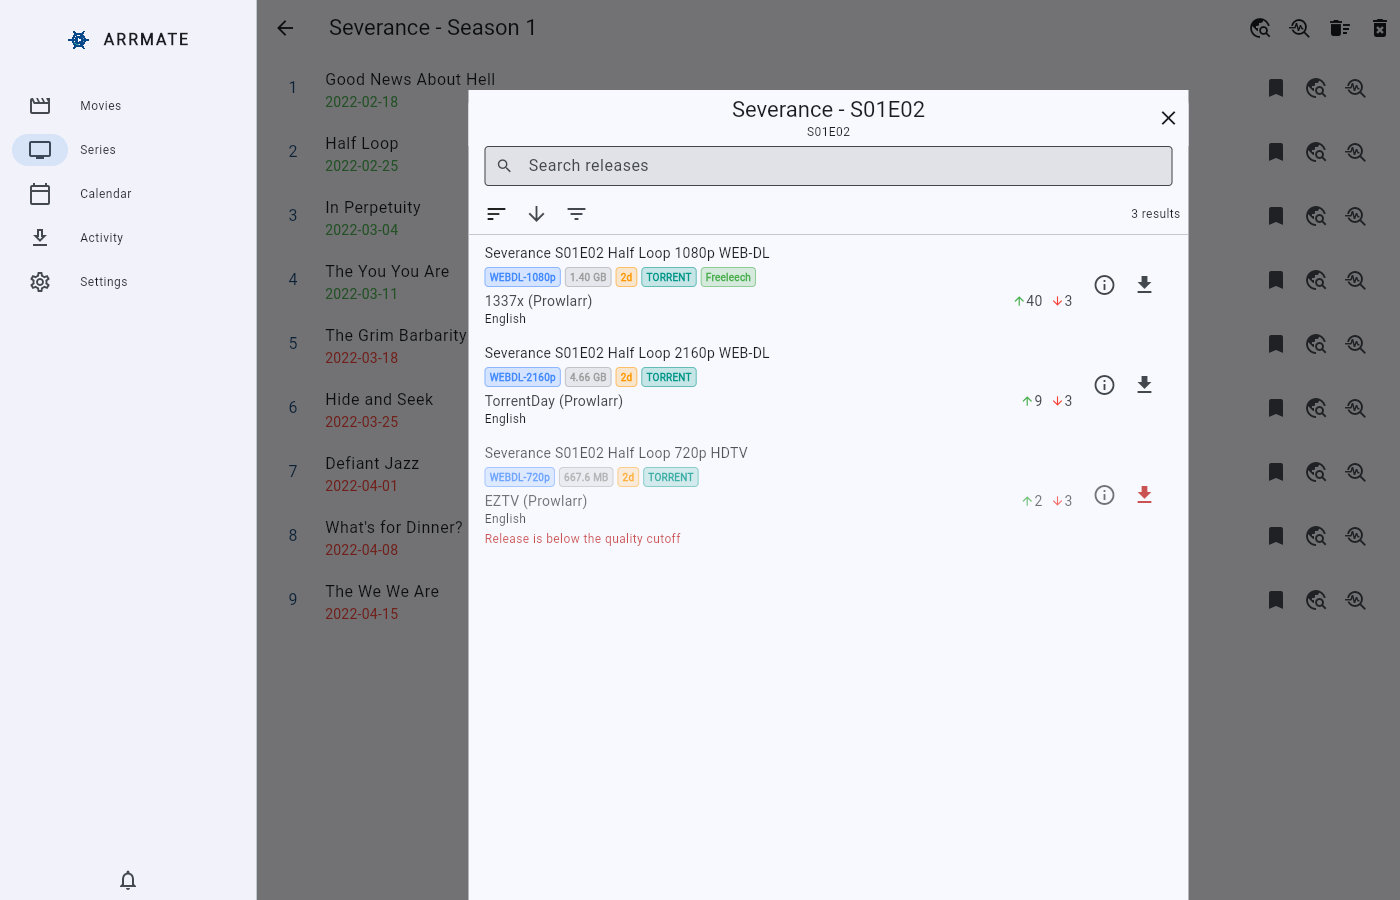 ARRMATE
Movies
Series
Calendar
Activity
Settings
Severance - Season 1
1
Good News About Hell
2022-02-18
2
Half Loop
2022-02-25
3
In Perpetuity
2022-03-04
4
The You You Are
2022-03-11
5
The Grim Barbarity
2022-03-18
6
Hide and Seek
2022-03-25
7
Defiant Jazz
2022-04-01
8
What's for Dinner?
2022-04-08
9
The We We Are
2022-04-15
Severance - S01E02
S01E02
Search releases
3 results
Severance S01E02 Half Loop 1080p WEB-DL
WEBDL-1080p 1.40 GB 2d TORRENT Freeleech
1337x (Prowlarr) 40 3
English
Severance S01E02 Half Loop 2160p WEB-DL
WEBDL-2160p 4.66 GB 2d TORRENT
TorrentDay (Prowlarr) 9 3
English
Severance S01E02 Half Loop 720p HDTV
WEBDL-720p 667.6 MB 2d TORRENT
EZTV (Prowlarr) 2 3
English
Release is below the quality cutoff